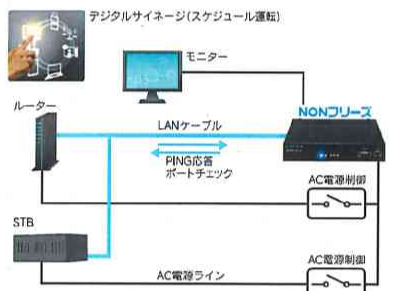 デジタルサイネージ(スケジュール運転)
モニター
ルーター
NONフリーズ
LANケーブル
PING応答
ポートチェック
AC電源制御
STB
AC電源制御
AC電源ライン